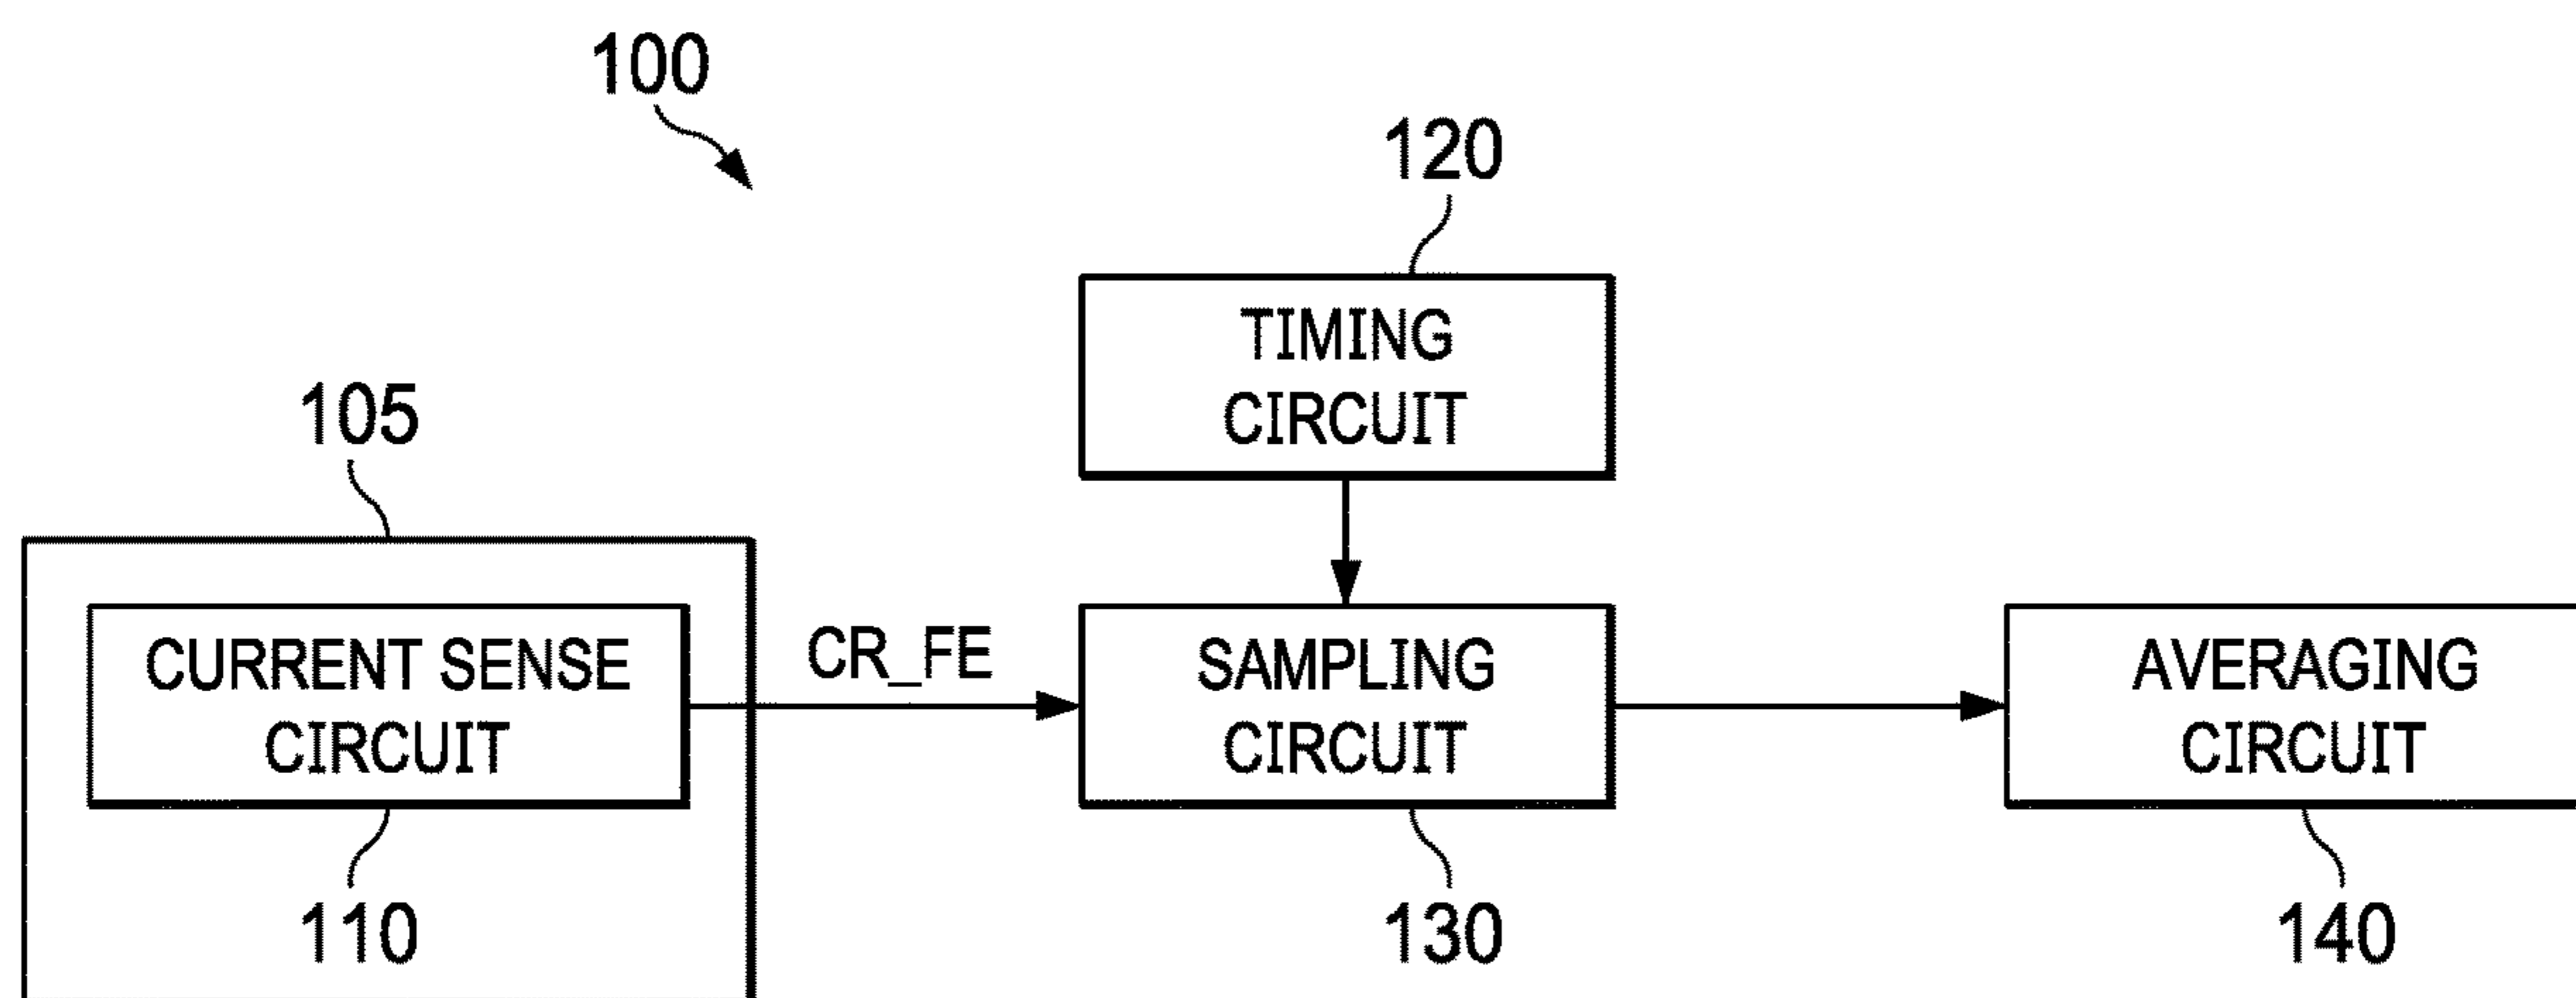 100
120
TIMING
CIRCUIT
105
CURRENT SENSE
CIRCUIT
CR_FE
SAMPLING
CIRCUIT
AVERAGING
CIRCUIT
110
130
140